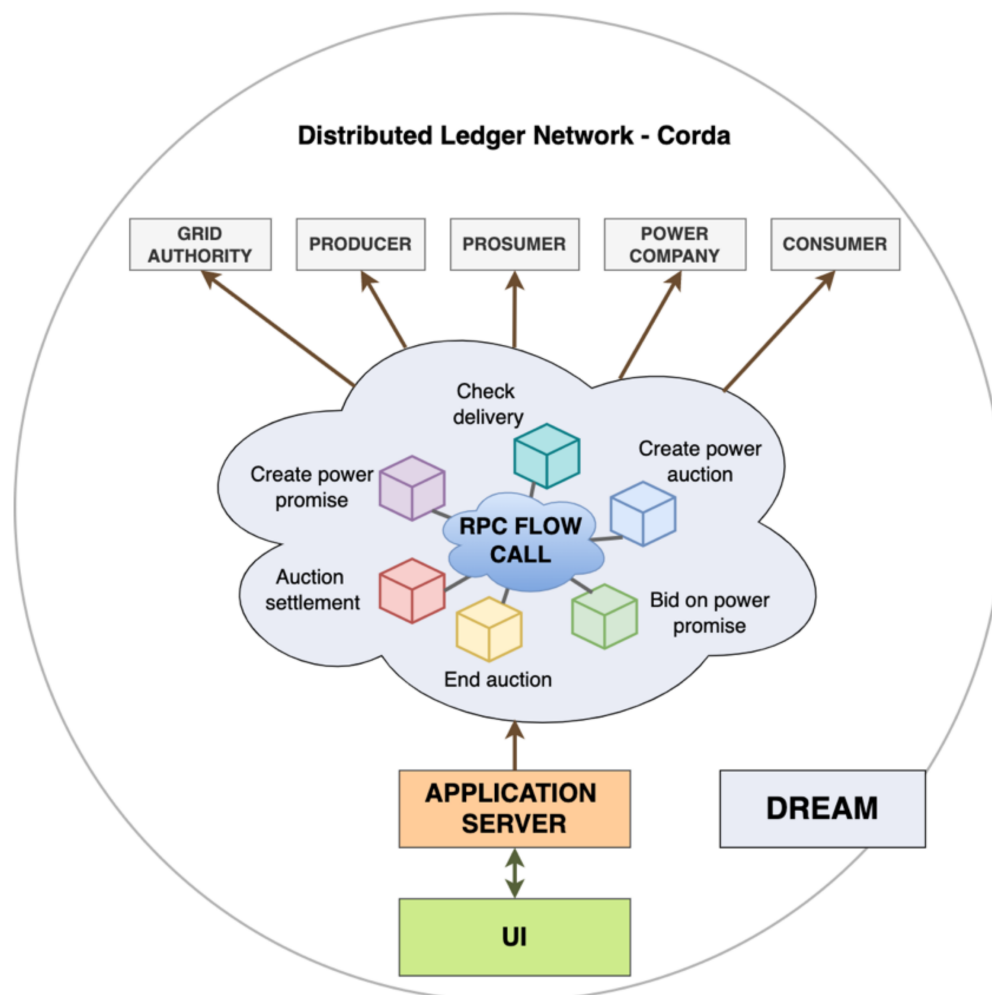 Distributed Ledger Network - Corda
GRID
AUTHORITY
PRODUCER
PROSUMER
POWER
COMPANY
CONSUMER
Check
delivery
Create power
auction
Create power
promise
RPC FLOW
CALL
Auction
settlement
Bid on power
promise
End auction
APPLICATION
SERVER
DREAM
UI